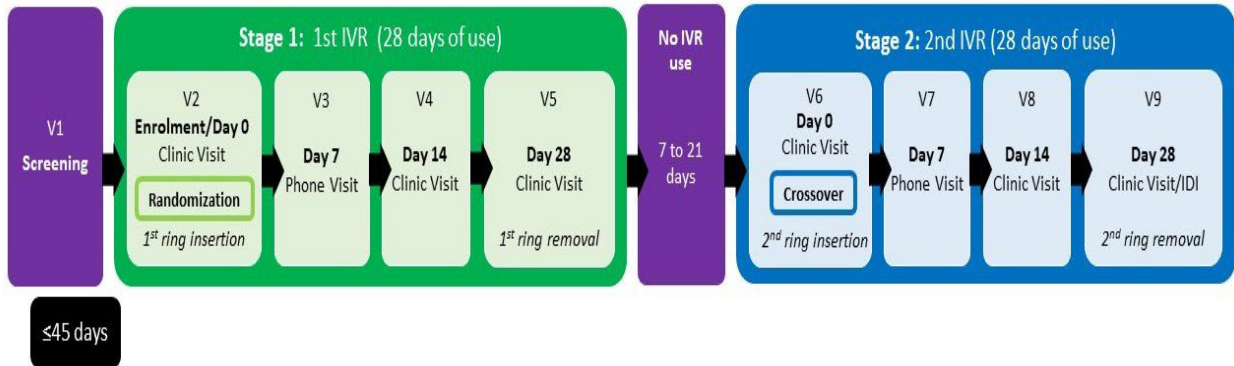 V1
Screening
≤45 days
Stage 1: 1st IVR (28 days of use)
V2
Enrolment/Day 0
Clinic Visit
Randomization
1st ring insertion
V3
Day 7
Phone Visit
V4
Day 14
Clinic Visit
V5
Day 28
Clinic Visit
1st ring removal
No IVR
use
7 to 21
days
Stage 2: 2nd IVR (28 days of use)
V6
Day 0
Clinic Visit
Crossover
2nd ring insertion
V7
Day 7
Phone Visit
V8
Day 14
Clinic Visit
V9
Day 28
Clinic Visit/IDI
2nd ring removal